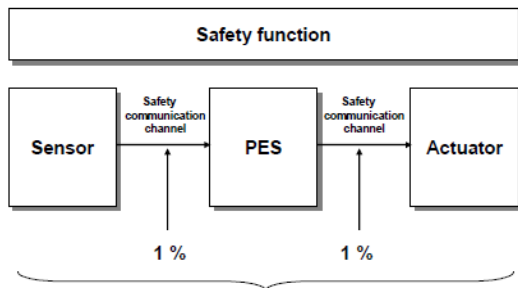 Safety function
Safety
communication
channel
Safety
communication
channel
Sensor
PES
Actuator
1 %
1 %